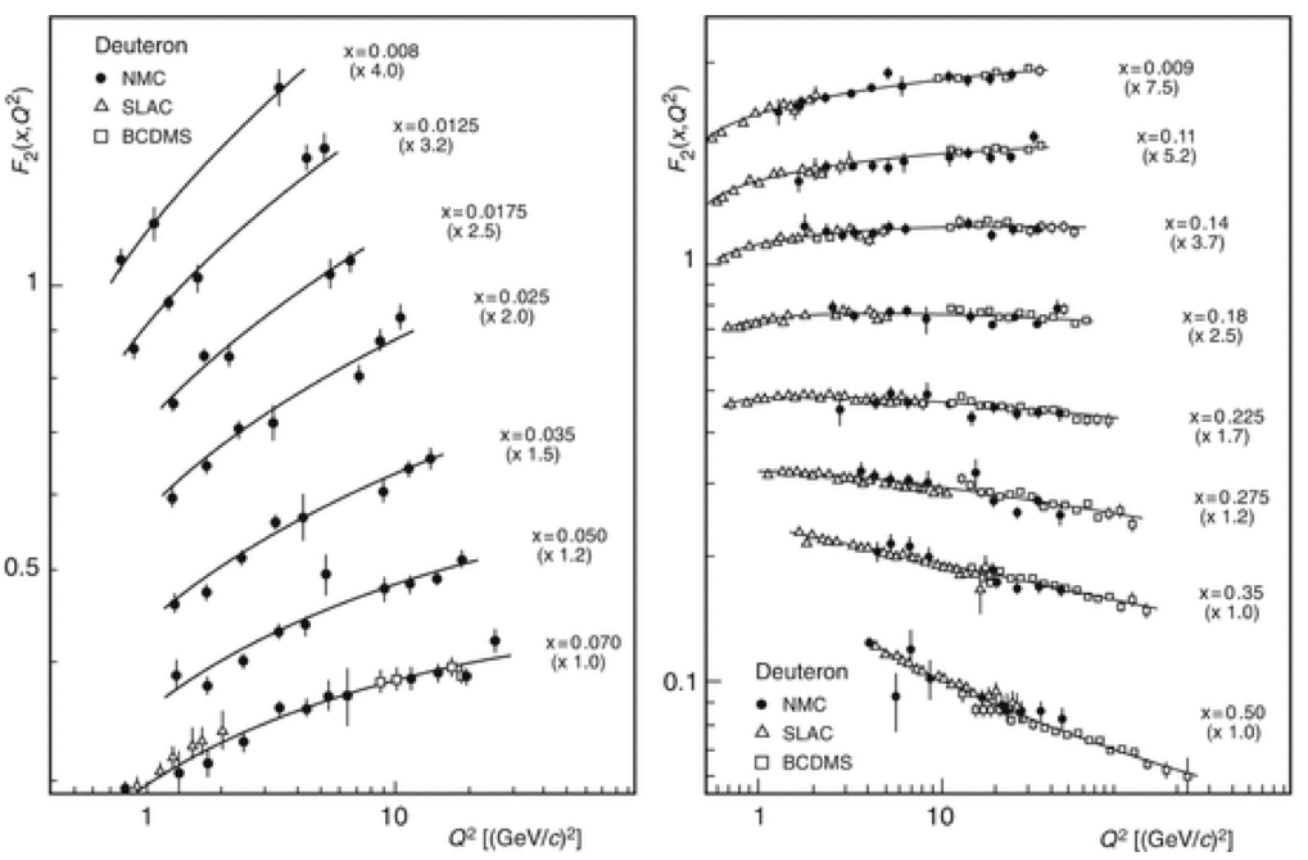 Deuteron
NMC
SLAC
BCDMS
F2(x,Q²)
1
0.5
x=0.008
(x 4.0)
x=0.0125
(x 3.2)
x=0.0175
(x 2.5)
x=0.025
(x 2.0)
x=0.035
(x 1.5)
x=0.050
(x 1.2)
x=0.070
(x 1.0)
1 10
Q² [(GeV/c)²]
F2(x,Q²)
1
0.1
x=0.009
(x 7.5)
x=0.11
(x 5.2)
x=0.14
(x 3.7)
x=0.18
(x 2.5)
x=0.225
(x 1.7)
x=0.275
(x 1.2)
x=0.35
(x 1.0)
x=0.50
(x 1.0)
Deuteron
NMC
SLAC
BCDMS
1 10
Q² [(GeV/c)²]